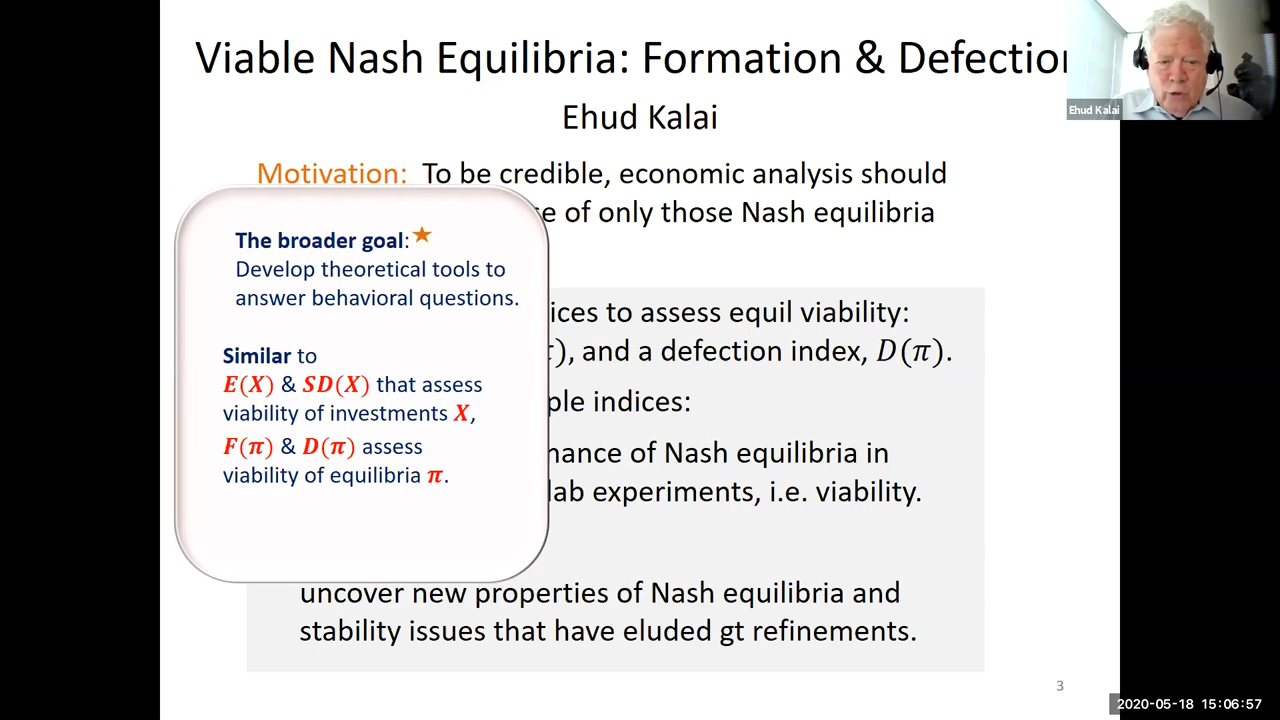 Viable Nash Equilibria: Formation & Defection
Ehud Kalai
Ehud Kalai
Motivation: To be credible, economic analysis should
of only those Nash equilibria
The broader goal:
Develop theoretical tools to
answer behavioral questions.
Similar to
E(X) & SD(X) that assess
viability of investments X,
F(π) & D(π) assess
viability of equilibria π.
to assess equil viability:
, and a defection index, D(π).
indices:
of Nash equilibria in
lab experiments, i.e. viability.
uncover new properties of Nash equilibria and
stability issues that have eluded gt refinements.
3
2020-05-18 15:06:57